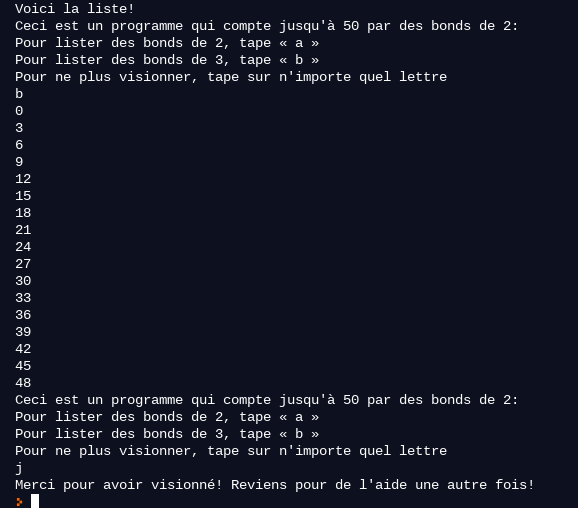 Voici la liste!
Ceci est un programme qui compte jusqu'à 50 par des bonds de 2:
Pour lister des bonds de 2, tape « a »
Pour lister des bonds de 3, tape « b »
Pour ne plus visionner, tape sur n'importe quel lettre
b
0
3
6
9
12
15
18
21
24
27
30
33
36
39
42
45
48
Ceci est un programme qui compte jusqu'à 50 par des bonds de 2:
Pour lister des bonds de 2, tape « a »
Pour lister des bonds de 3, tape « b »
Pour ne plus visionner, tape sur n'importe quel lettre
j
Merci pour avoir visionné! Reviens pour de l'aide une autre fois!